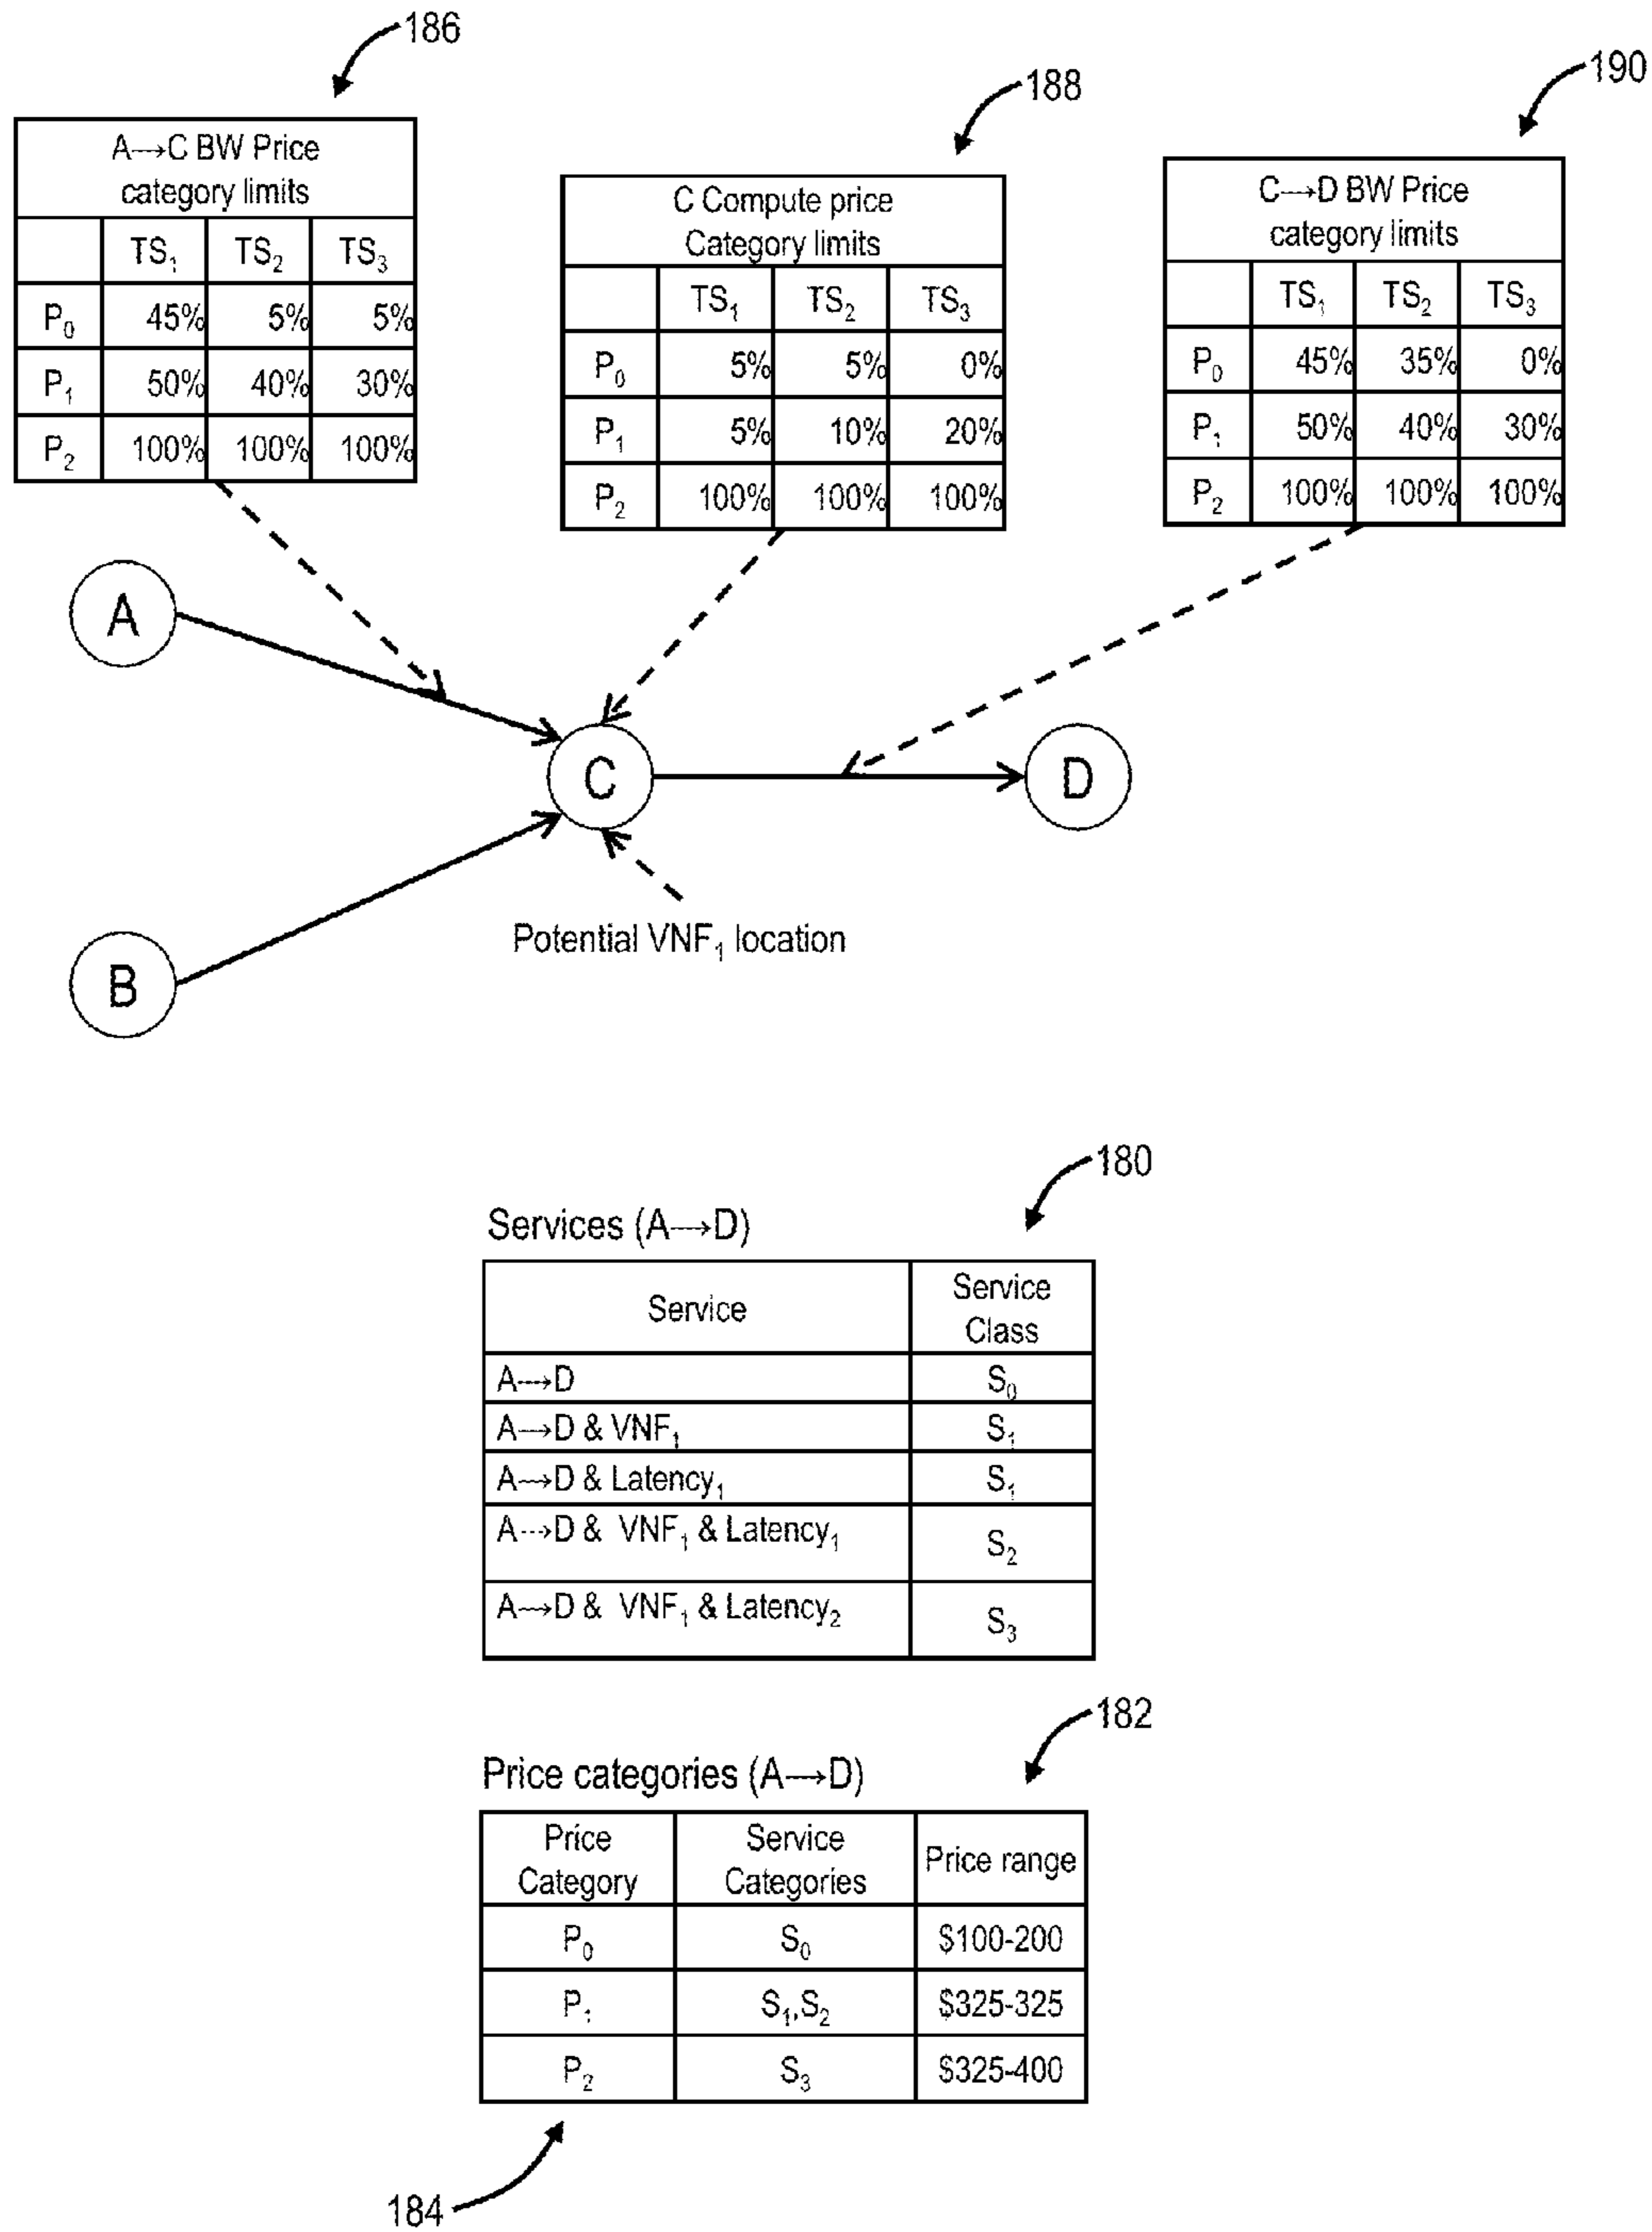 186
188
190
A→C BW Price
category limits
TS₁ TS₂ TS₃
P₀ 45% 5% 5%
P₁ 50% 40% 30%
P₂ 100% 100% 100%
C Compute price
Category limits
TS₁ TS₂ TS₃
P₀ 5% 5% 0%
P₁ 5% 10% 20%
P₂ 100% 100% 100%
C→D BW Price
category limits
TS₁ TS₂ TS₃
P₀ 45% 35% 0%
P₁ 50% 40% 30%
P₂ 100% 100% 100%
A
C
D
B
Potential VNF₁ location
180
Services (A→D)
Service
Service
Class
A→D S₀
A→D & VNF₁ S₁
A→D & Latency₁ S₁
A→D & VNF₁ & Latency₁ S₂
A→D & VNF₁ & Latency₂ S₃
182
Price categories (A→D)
Price
Category
Service
Categories
Price range
P₀ S₀ $100-200
P₁ S₁,S₂ $325-325
P₂ S₃ $325-400
184